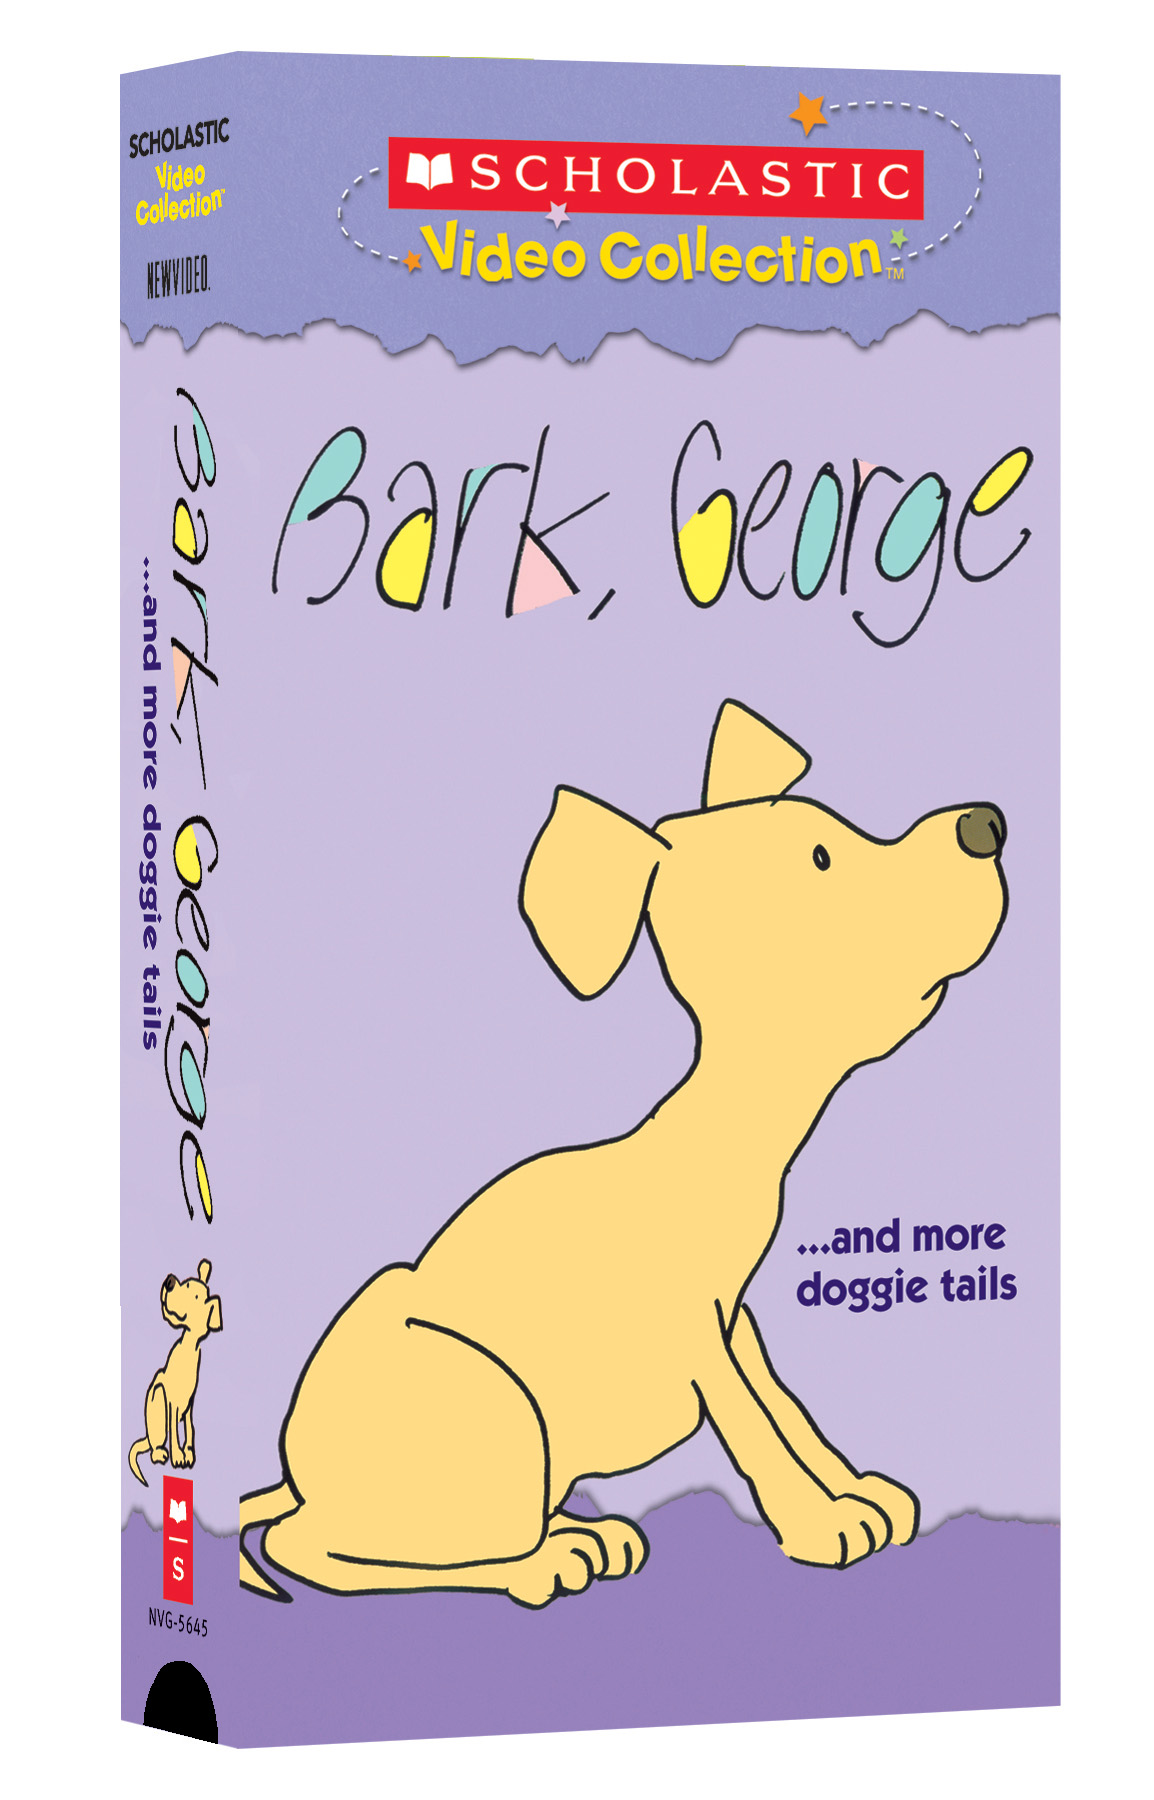 SCHOLASTIC
Video
Collection™
NEWVIDEO.
Bark, George
...and more doggie tails
S
NVG-5645
SCHOLASTIC
Video Collection™
Bark, George
...and more
doggie tails